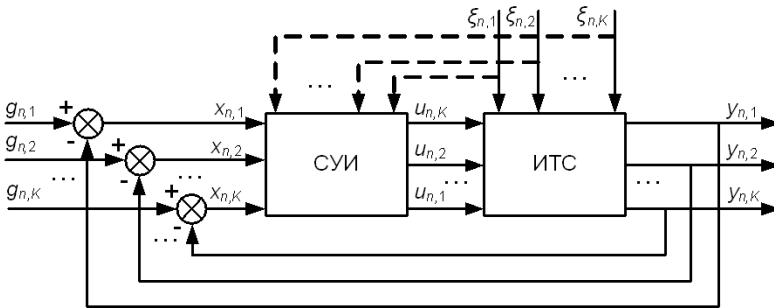 ξn,1 ξn,2 ξn,K
...
...
gn,1 + xn,1 un,K yn,1
-
gn,2 + xn,2 СУИ un,2 ИТС yn,2
... - ... ... ...
gn,K + xn,K un,1 yn,K
... -